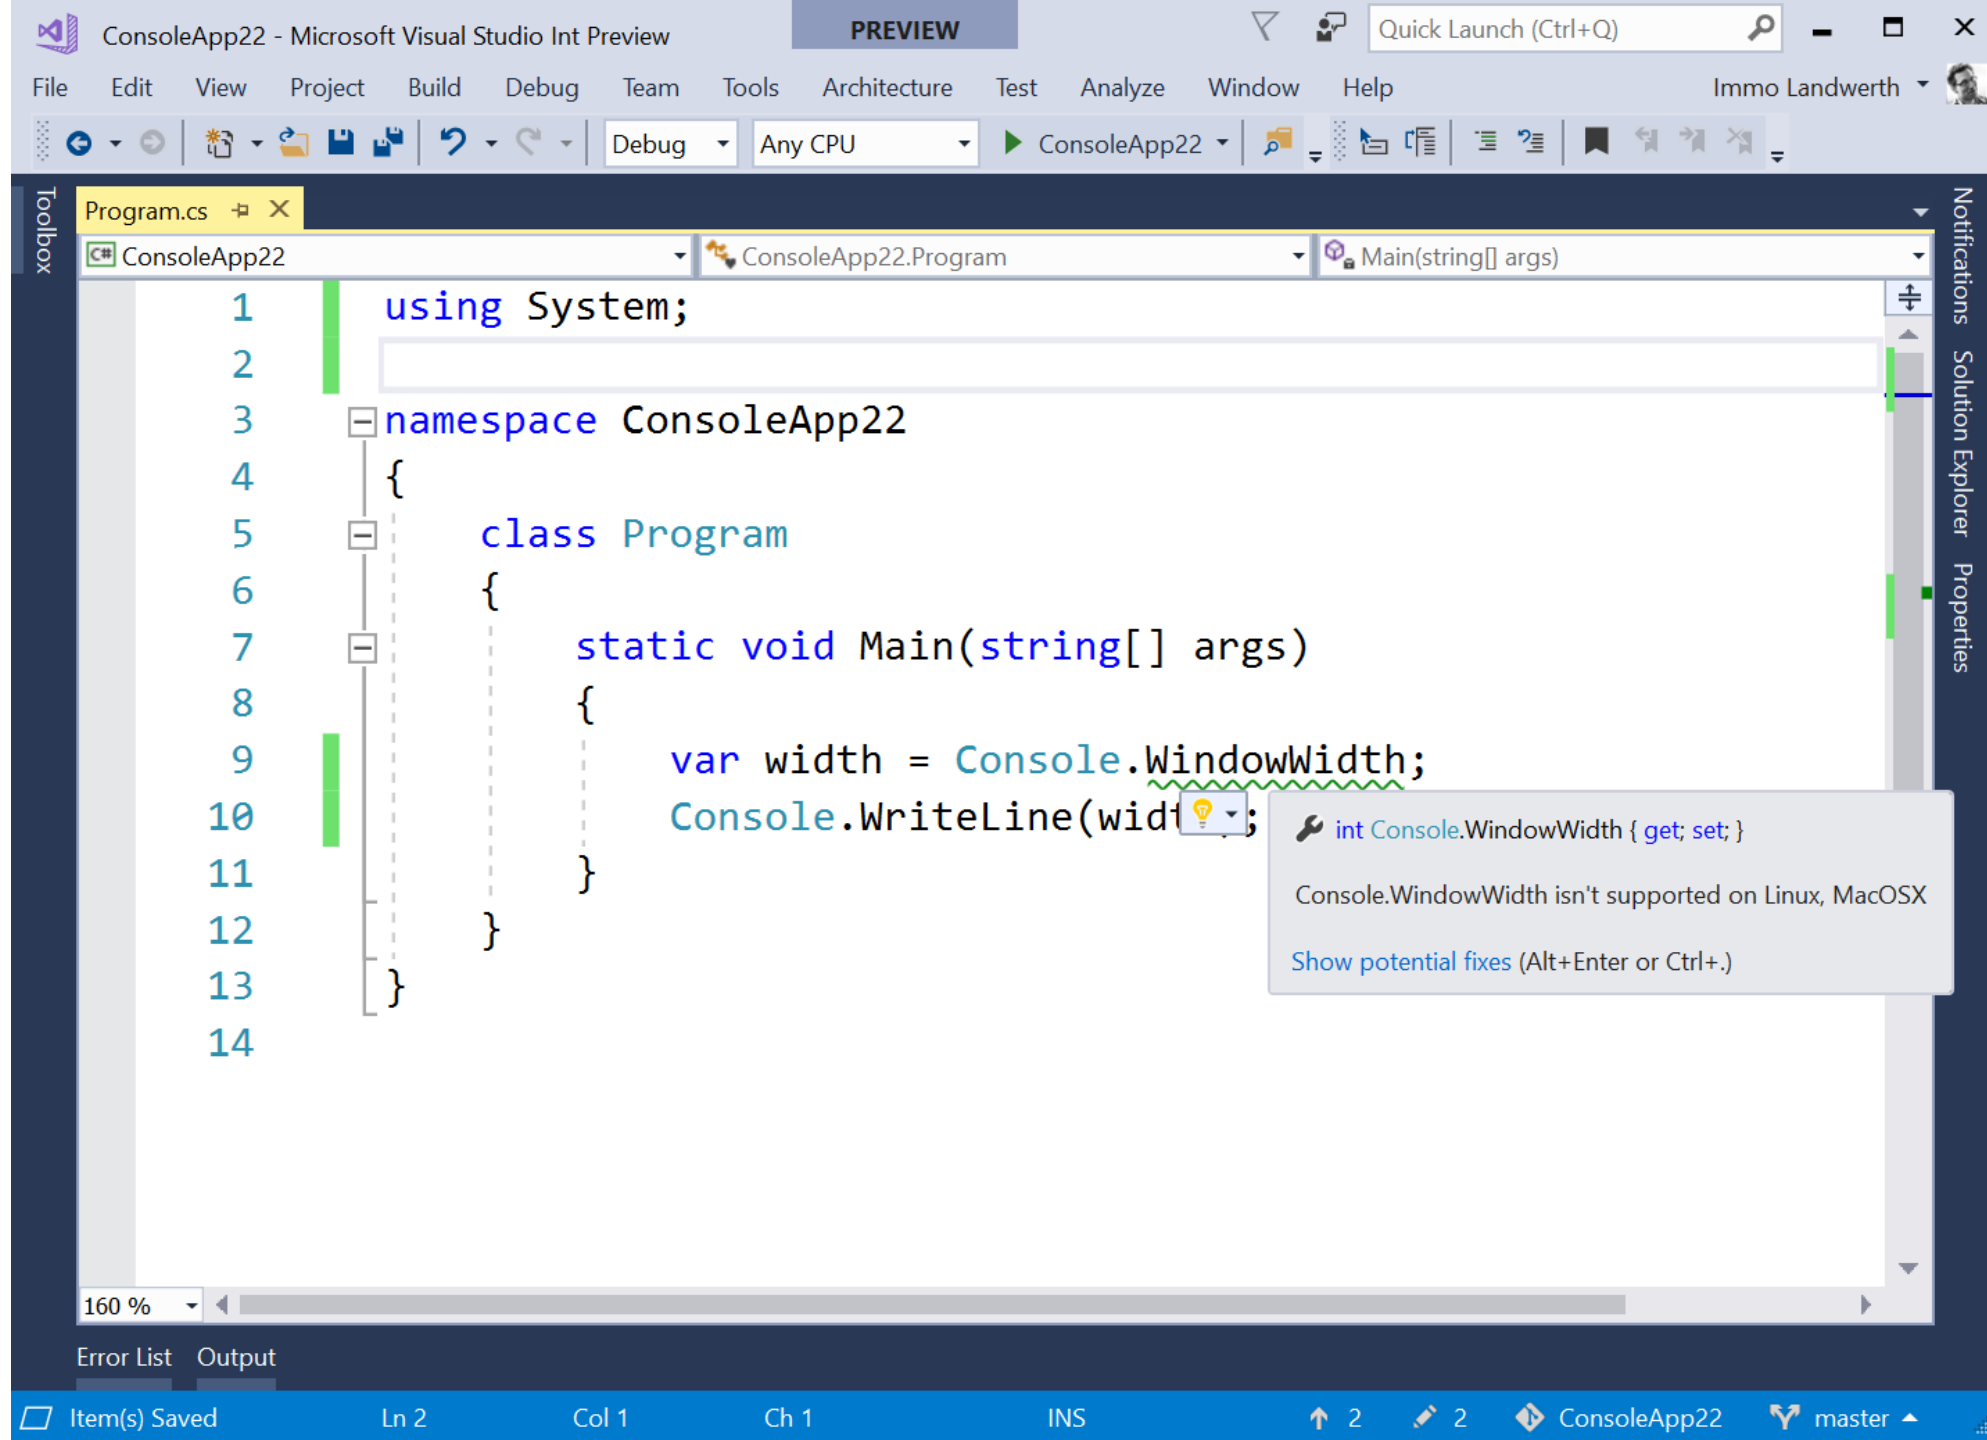 ConsoleApp22 - Microsoft Visual Studio Int Preview PREVIEW Quick Launch (Ctrl+Q)
File Edit View Project Build Debug Team Tools Architecture Test Analyze Window Help Immo Landwerth
Debug Any CPU ConsoleApp22
Toolbox
Program.cs
C# ConsoleApp22 ConsoleApp22.Program Main(string[] args)
1 using System;
2
3 namespace ConsoleApp22
4 {
5 class Program
6 {
7 static void Main(string[] args)
8 {
9 var width = Console.WindowWidth;
10 Console.WriteLine(widt ;
int Console.WindowWidth { get; set; }
11 }
Console.WindowWidth isn't supported on Linux, MacOSX
12 }
Show potential fixes (Alt+Enter or Ctrl+.)
13 }
14
Notifications
Solution Explorer
Properties
160 %
Error List Output
Item(s) Saved Ln 2 Col 1 Ch 1 INS 2 2 ConsoleApp22 master